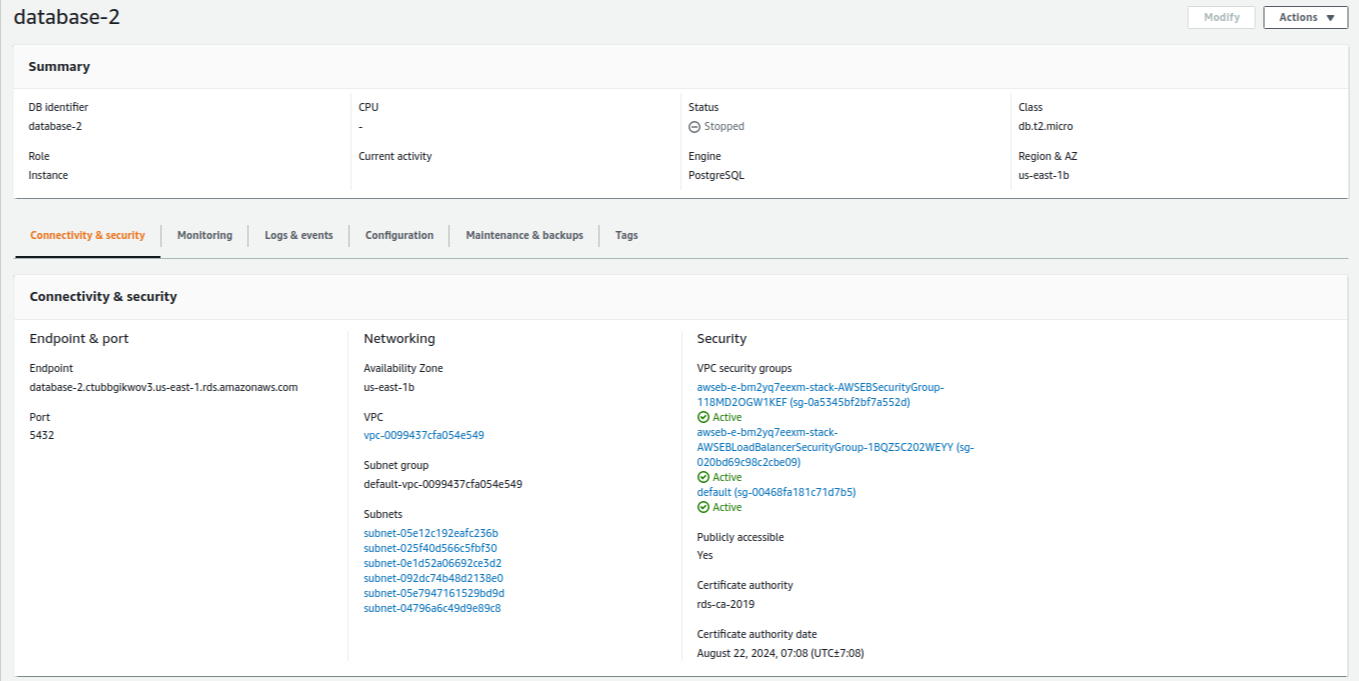 database-2
Modify
Actions
Summary
DB identifier
database-2
CPU
-
Status
Stopped
Class
db.t2.micro
Role
Instance
Current activity
Engine
PostgreSQL
Region & AZ
us-east-1b
Connectivity & security
Monitoring
Logs & events
Configuration
Maintenance & backups
Tags
Connectivity & security
Endpoint & port
Endpoint
database-2.ctubbgikwov3.us-east-1.rds.amazonaws.com
Port
5432
Networking
Availability Zone
us-east-1b
VPC
vpc-0099437cfa054e549
Subnet group
default-vpc-0099437cfa054e549
Subnets
subnet-05e12c192eafc236b
subnet-025f40d566c5fbf30
subnet-0e1d52a06692ce3d2
subnet-092dc74b48d2138e0
subnet-05e7947161529bd9d
subnet-04796a6c49d9e89c8
Security
VPC security groups
awseb-e-bm2yq7eexm-stack-AWSEBSecurityGroup-
118MD2OGW1KEF (sg-0a5345bf2bf7a552d)
Active
awseb-e-bm2yq7eexm-stack-
AWSEBLoadBalancerSecurityGroup-1BQZ5C202WEYY (sg-
020bd69c98c2cbe09)
Active
default (sg-00468fa181c71d7b5)
Active
Publicly accessible
Yes
Certificate authority
rds-ca-2019
Certificate authority date
August 22, 2024, 07:08 (UTC±7:08)